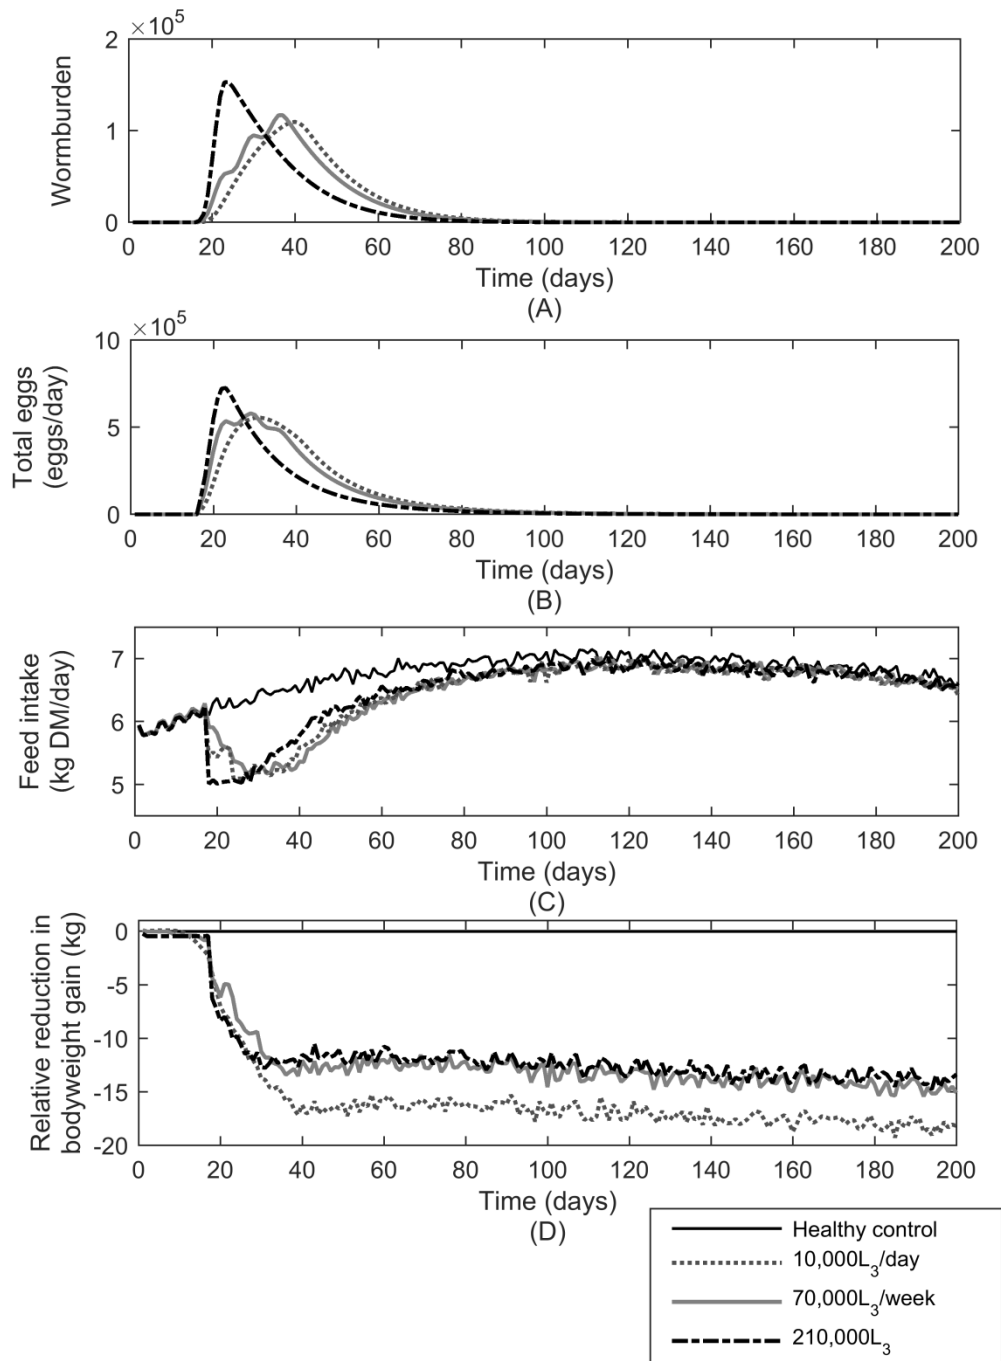 ×10^5
2
1
0
Wormburden
0 20 40 60 80 100 120 140 160 180 200
Time (days)
(A)
×10^5
10
5
0
Total eggs
(eggs/day)
0 20 40 60 80 100 120 140 160 180 200
Time (days)
(B)
7
6
5
Feed intake
(kg DM/day)
0 20 40 60 80 100 120 140 160 180 200
Time (days)
(C)
0
-5
-10
-15
-20
Relative reduction in
bodyweight gain (kg)
0 20 40 60 80 100 120 140 160 180 200
Time (days)
(D)
Healthy control
10,000L_3/day
70,000L_3/week
210,000L_3